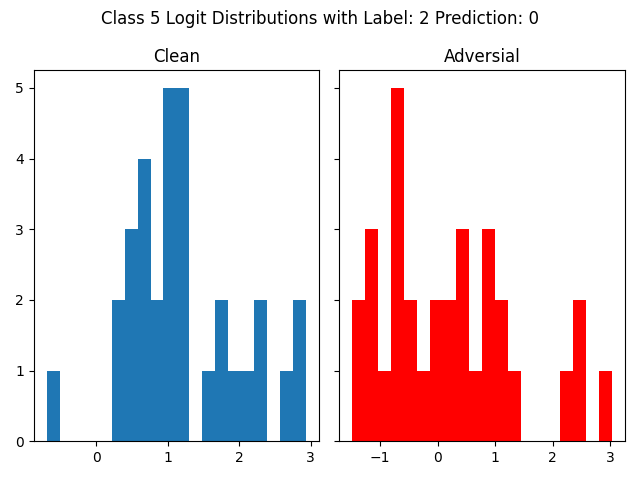 Class 5 Logit Distributions with Label: 2 Prediction: 0
Clean
Adversial
5
4
3
2
1
0
0 1 2 3
−1 0 1 2 3